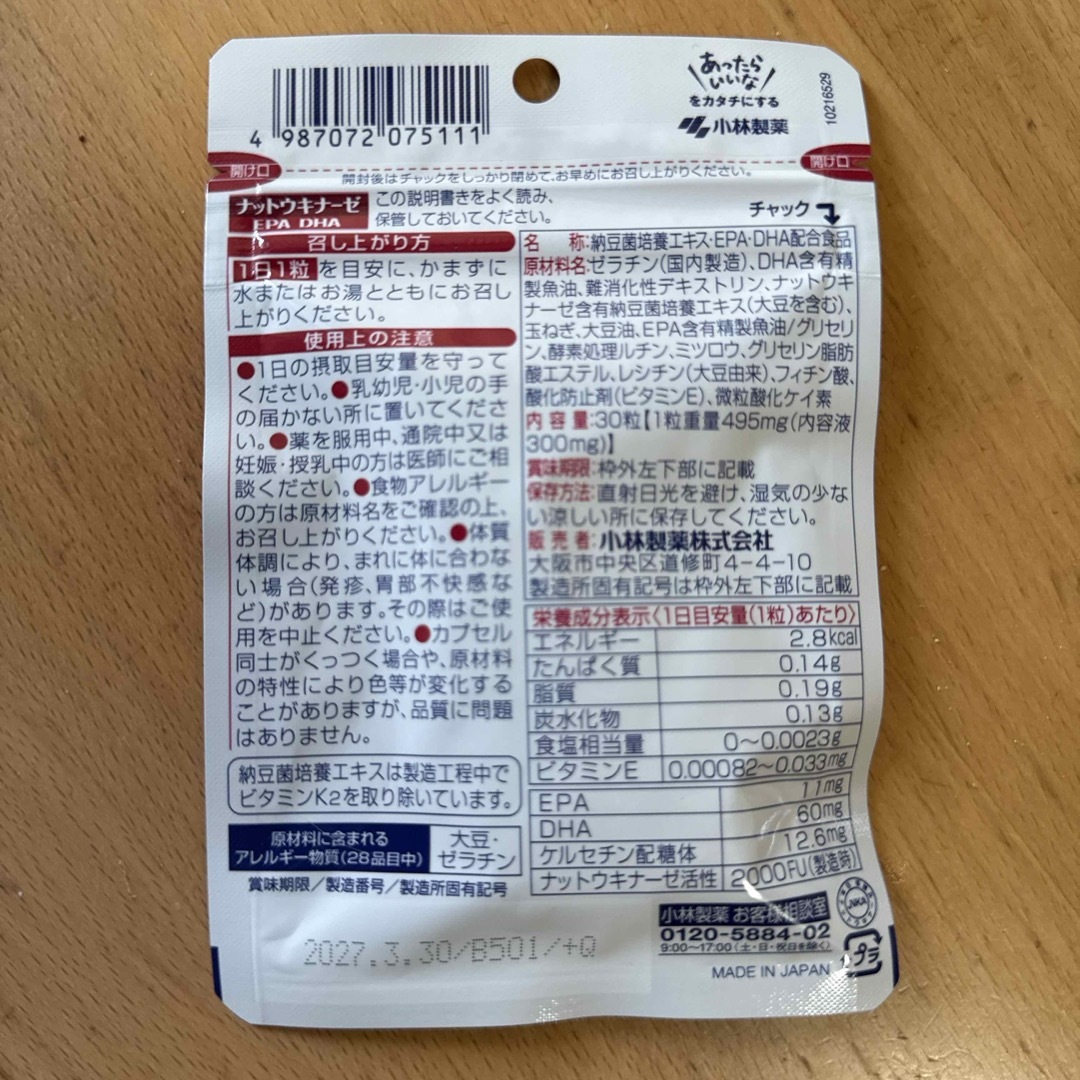 4 987072 075111
あったら
いいな
をカタチにする
小林製薬
10216529
開け口
開け口
開封後はチャックをしっかり閉めて、お早めにお召し上がりください。
ナットウキナーゼ
EPA DHA
この説明書きをよく読み、
保管しておいてください。
チャック
召し上がり方
1日1粒を目安に、かまずに
水またはお湯とともにお召し
上がりください。
使用上の注意
●1日の摂取目安量を守って
ください。●乳幼児・小児の手
の届かない所に置いてくださ
い。●薬を服用中、通院中又は
妊娠・授乳中の方は医師にご相
談ください。●食物アレルギー
の方は原材料名をご確認の上、
お召し上がりください。●体質
体調により、まれに体に合わな
い場合(発疹、胃部不快感な
ど)があります。その際はご使
用を中止ください。●カプセル
同士がくっつく場合や、原材料
の特性により色等が変化する
ことがありますが、品質に問題
はありません。
納豆菌培養エキスは製造工程中で
ビタミンK2を取り除いています。
原材料に含まれる
アレルギー物質(28品目中)
大豆・
ゼラチン
賞味期限/製造番号/製造所固有記号
2027.3.30/B501/+Q
名 称:納豆菌培養エキス・EPA・DHA配合食品
原材料名:ゼラチン(国内製造)、DHA含有精
製魚油、難消化性デキストリン、ナットウキ
ナーゼ含有納豆菌培養エキス(大豆を含む)、
玉ねぎ、大豆油、EPA含有精製魚油/グリセリ
ン、酵素処理ルチン、ミツロウ、グリセリン脂肪
酸エステル、レシチン(大豆由来)、フィチン酸、
酸化防止剤(ビタミンE)、微粒酸化ケイ素
内容量:30粒【1粒重量495mg(内容液
300mg)】
賞味期限:枠外左下部に記載
保存方法:直射日光を避け、湿気の少な
い涼しい所に保存してください。
販売者:小林製薬株式会社
大阪市中央区道修町4-4-10
製造所固有記号は枠外左下部に記載
栄養成分表示〈1日目安量(1粒)あたり〉
エネルギー 2.8kcal
たんぱく質 0.14g
脂質 0.19g
炭水化物 0.13g
食塩相当量 0～0.0023g
ビタミンE 0.00082～0.033mg
EPA 11mg
DHA 60mg
ケルセチン配糖体 12.6mg
ナットウキナーゼ活性 2000FU(製造時)
小林製薬 お客様相談室
0120-5884-02
9:00～17:00(土・日・祝日を除く)
MADE IN JAPAN
JNKA
プラ